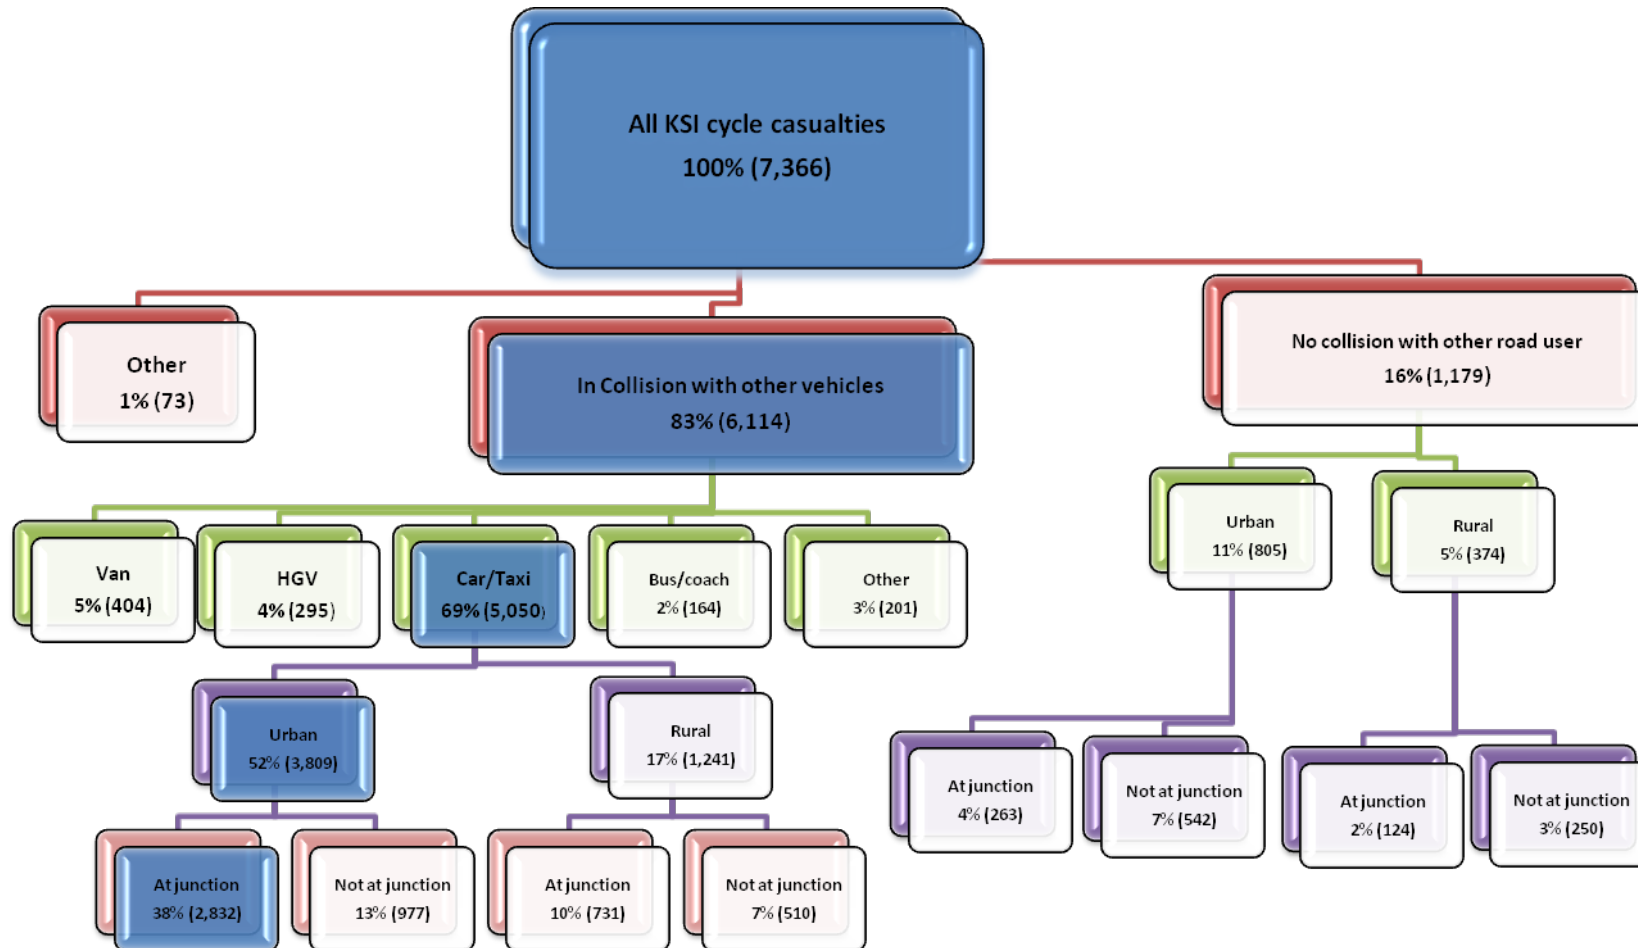 All KSI cycle casualties
100% (7,366)
Other
1% (73)
In Collision with other vehicles
83% (6,114)
No collision with other road user
16% (1,179)
Van
5% (404)
HGV
4% (295)
Car/Taxi
69% (5,050)
Bus/coach
2% (164)
Other
3% (201)
Urban
11% (805)
Rural
5% (374)
Urban
52% (3,809)
Rural
17% (1,241)
At junction
4% (263)
Not at junction
7% (542)
At junction
2% (124)
Not at junction
3% (250)
At junction
38% (2,832)
Not at junction
13% (977)
At junction
10% (731)
Not at junction
7% (510)